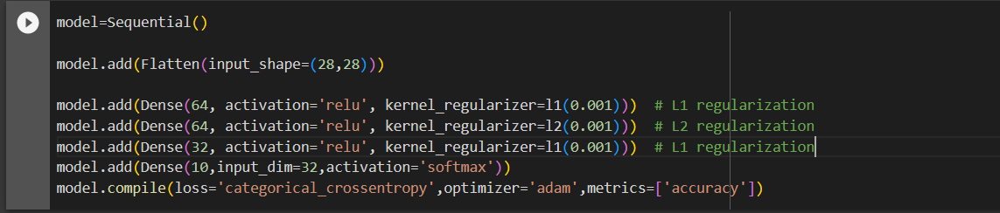 model=Sequential()
model.add(Flatten(input_shape=(28,28)))
model.add(Dense(64, activation='relu', kernel_regularizer=l1(0.001)))  # L1 regularization
model.add(Dense(64, activation='relu', kernel_regularizer=l2(0.001)))  # L2 regularization
model.add(Dense(32, activation='relu', kernel_regularizer=l1(0.001)))  # L1 regularization
model.add(Dense(10,input_dim=32,activation='softmax'))
model.compile(loss='categorical_crossentropy',optimizer='adam',metrics=['accuracy'])